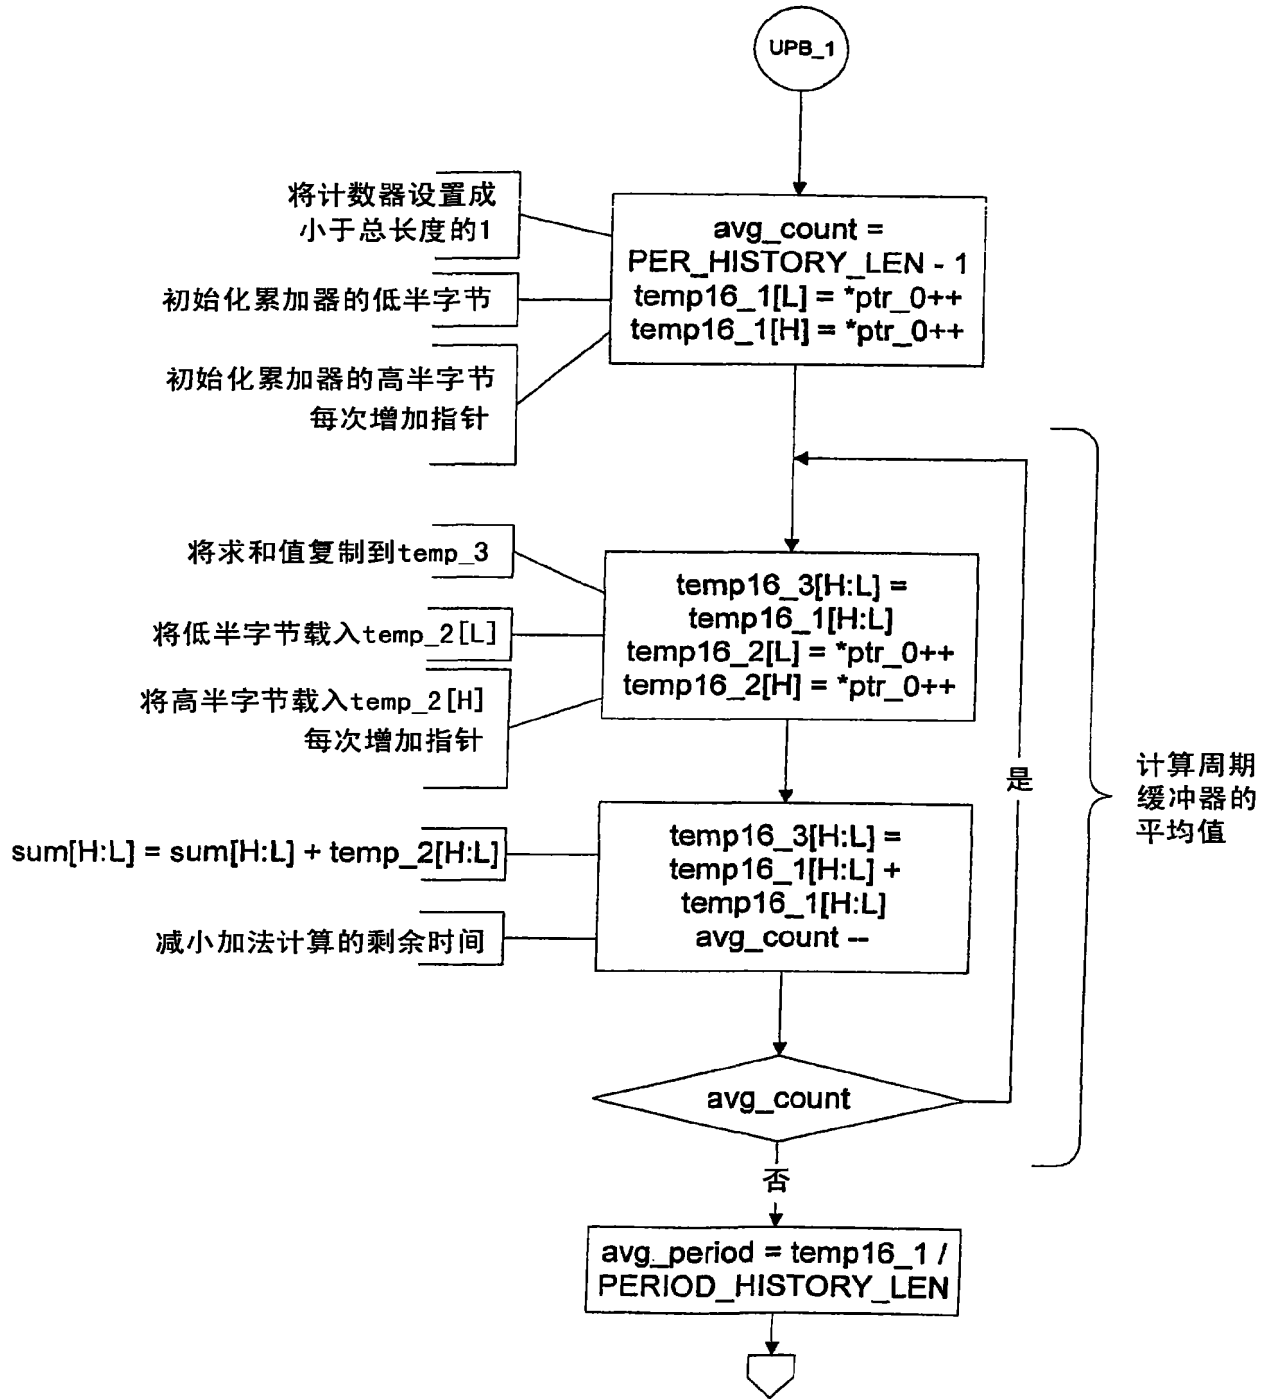 UPB_1
将计数器设置成
小于总长度的1
初始化累加器的低半字节
初始化累加器的高半字节
每次增加指针
avg_count =
PER_HISTORY_LEN - 1
temp16_1[L] = *ptr_0++
temp16_1[H] = *ptr_0++
将求和值复制到temp_3
将低半字节载入temp_2[L]
将高半字节载入temp_2[H]
每次增加指针
temp16_3[H:L] =
temp16_1[H:L]
temp16_2[L] = *ptr_0++
temp16_2[H] = *ptr_0++
是
计算周期
缓冲器的
平均值
sum[H:L] = sum[H:L] + temp_2[H:L]
减小加法计算的剩余时间
temp16_3[H:L] =
temp16_1[H:L] +
temp16_1[H:L]
avg_count --
avg_count
否
avg_period = temp16_1 /
PERIOD_HISTORY_LEN